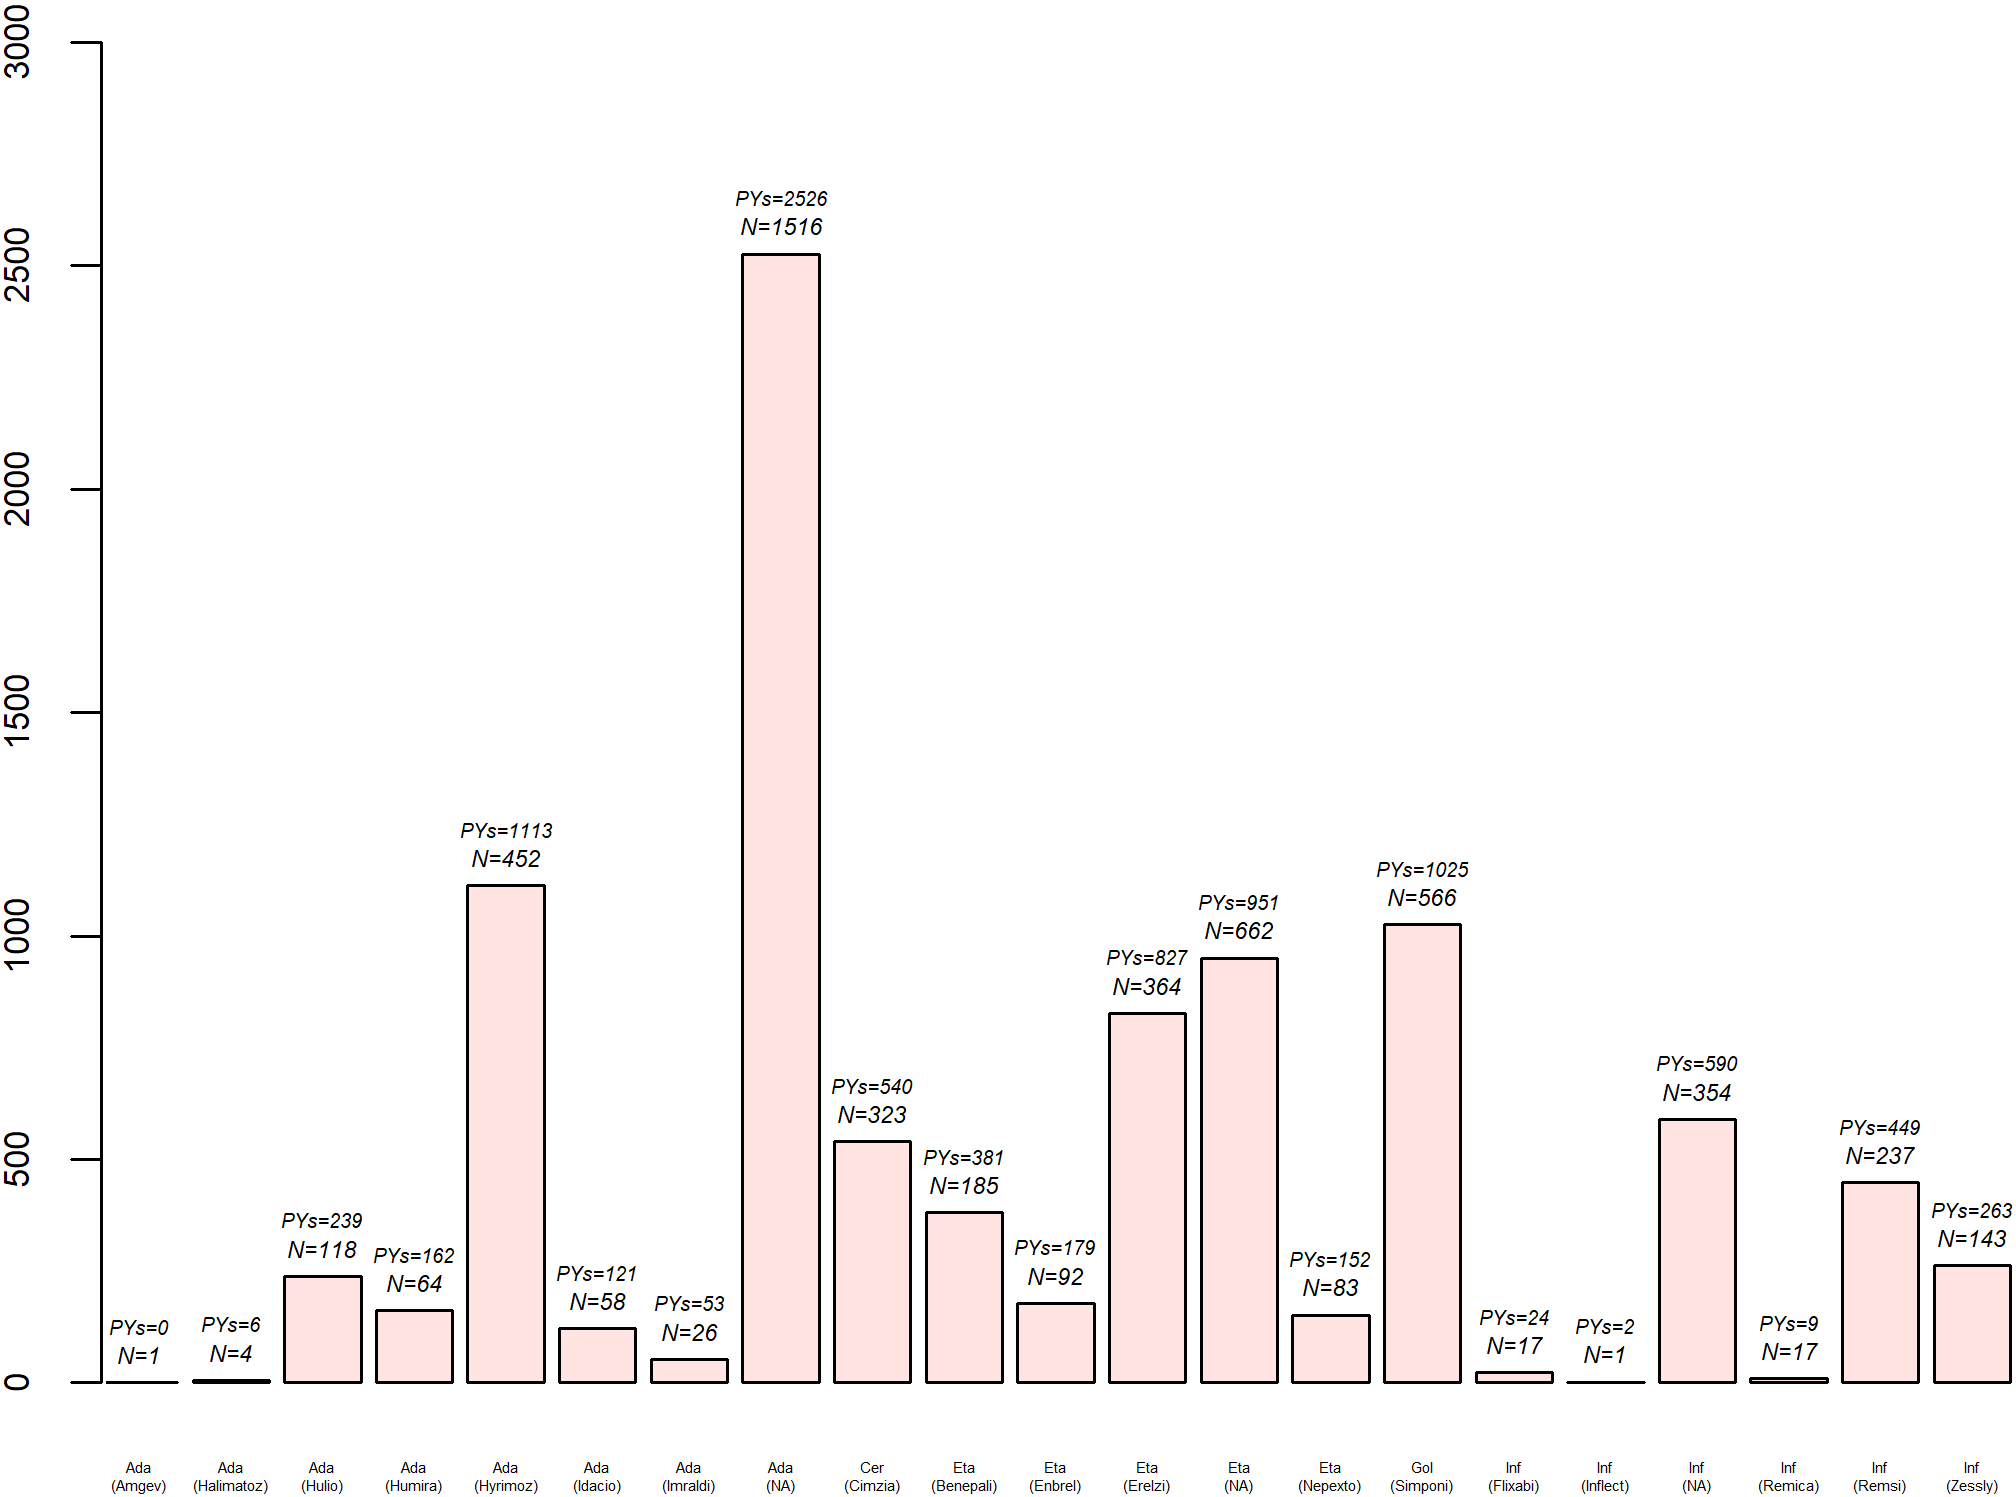 3000
2500
2000
1500
1000
500
0
PYs=0
N=1
PYs=6
N=4
PYs=239
N=118
PYs=162
N=64
PYs=1113
N=452
PYs=121
N=58
PYs=53
N=26
PYs=2526
N=1516
PYs=540
N=323
PYs=381
N=185
PYs=179
N=92
PYs=827
N=364
PYs=951
N=662
PYs=152
N=83
PYs=1025
N=566
PYs=24
N=17
PYs=2
N=1
PYs=590
N=354
PYs=9
N=17
PYs=449
N=237
PYs=263
N=143
Ada
(Amgev)
Ada
(Halimatoz)
Ada
(Hulio)
Ada
(Humira)
Ada
(Hyrimoz)
Ada
(Idacio)
Ada
(Imraldi)
Ada
(NA)
Cer
(Cimzia)
Eta
(Benepali)
Eta
(Enbrel)
Eta
(Erelzi)
Eta
(NA)
Eta
(Nepexto)
Gol
(Simponi)
Inf
(Flixabi)
Inf
(Inflect)
Inf
(NA)
Inf
(Remica)
Inf
(Remsi)
Inf
(Zessly)